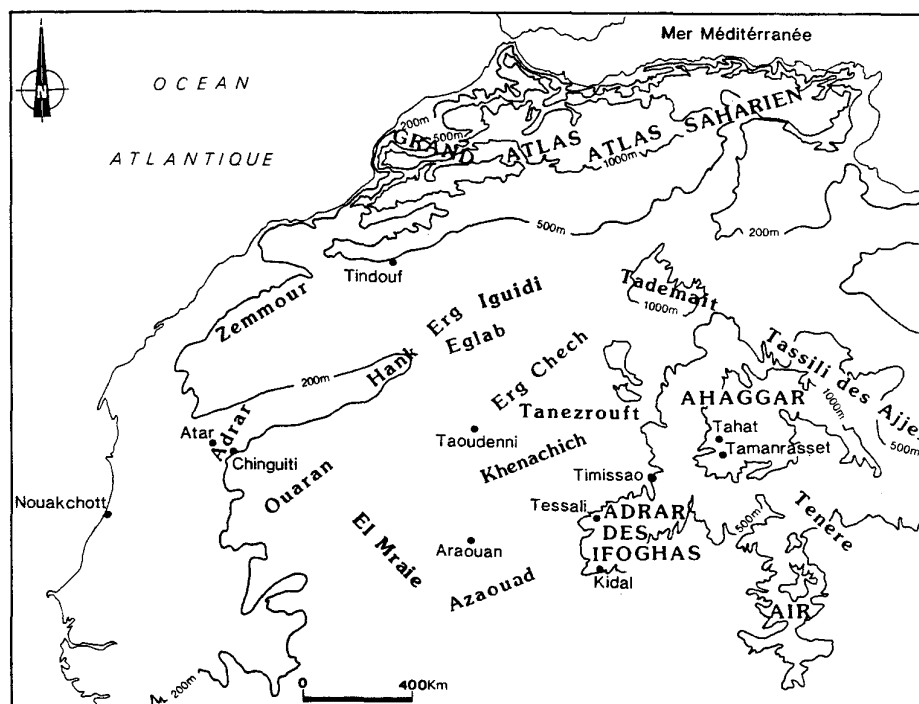 Mer Méditérranée
N
OCEAN
ATLANTIQUE
200m
500m
GRAND ATLAS
ATLAS SAHARIEN
1000m
500m
200m
Tindouf
Zemmour
Erg Iguidi
Eglab
Hank
200m
Tademaït
1000m
Erg Chech
Tassili des Ajjer
1000m
500m
AHAGGAR
Tanezrouft
Tahat
Tamanrasset
Adrar
Atar
Chinguiti
Taoudenni
Khenachich
Timissao
Ouaran
Nouakchott
Tessali
ADRAR
DES
IFOGHAS
500m
Tenere
El Mraie
Araouan
Kidal
Azaouad
AIR
200m
0 400Km